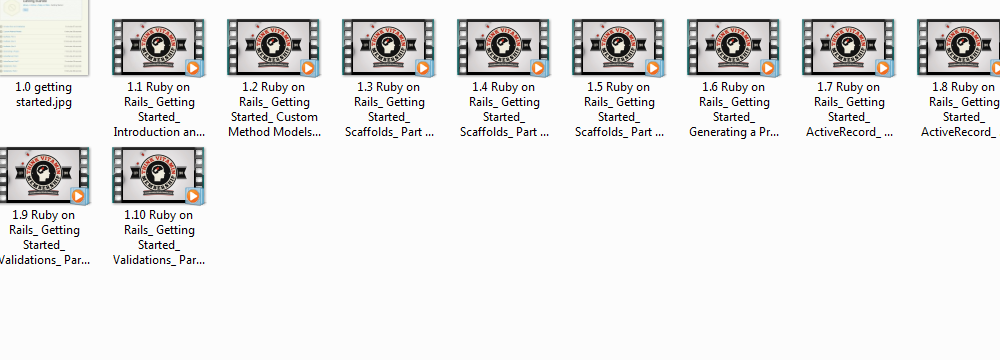 1.0 getting
started.jpg
1.1 Ruby on
Rails_ Getting
Started_
Introduction an...
1.2 Ruby on
Rails_ Getting
Started_ Custom
Method Models...
1.3 Ruby on
Rails_ Getting
Started_
Scaffolds_ Part ...
1.4 Ruby on
Rails_ Getting
Started_
Scaffolds_ Part ...
1.5 Ruby on
Rails_ Getting
Started_
Scaffolds_ Part ...
1.6 Ruby on
Rails_ Getting
Started_
Generating a Pr...
1.7 Ruby on
Rails_ Getting
Started_
ActiveRecord_ ...
1.8 Ruby on
Rails_ Getting
Started_
ActiveRecord_
1.9 Ruby on
Rails_ Getting
Started_
Validations_ Par...
1.10 Ruby on
Rails_ Getting
Started_
Validations_ Par...